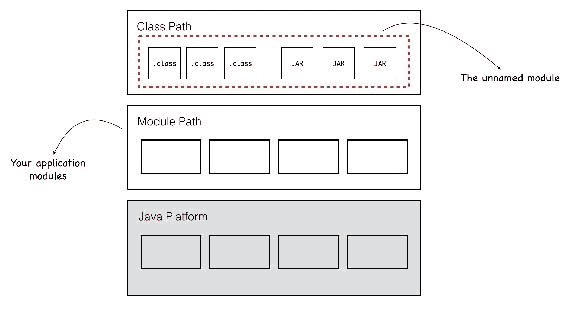 Class Path
.class .class .class JAR JAR JAR
The unnamed module
Module Path
Your application
modules
Java Platform